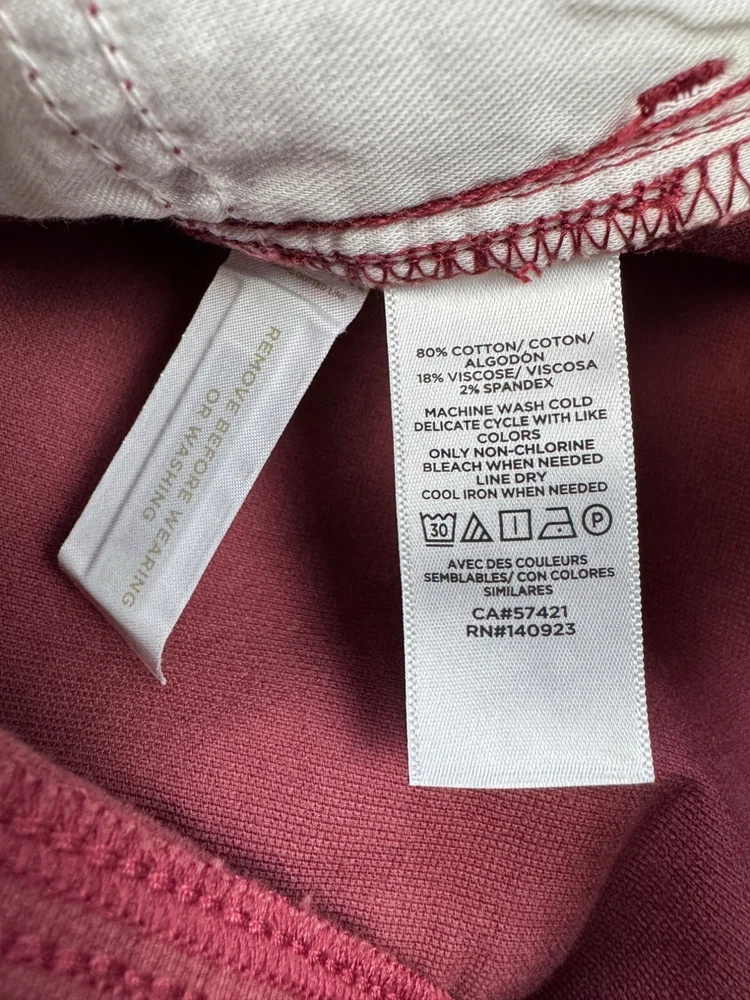 REMOVE BEFORE WEARING
OR WASHING
80% COTTON/ COTON/
ALGODÓN
18% VISCOSE/ VISCOSA
2% SPANDEX
MACHINE WASH COLD
DELICATE CYCLE WITH LIKE
COLORS
ONLY NON-CHLORINE
BLEACH WHEN NEEDED
LINE DRY
COOL IRON WHEN NEEDED
30 P
AVEC DES COULEURS
SEMBLABLES/ CON COLORES
SIMILARES
CA#57421
RN#140923